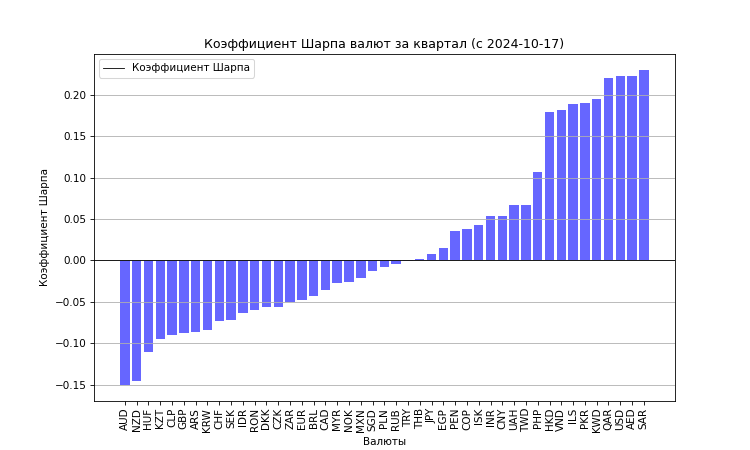 Коэффициент Шарпа валют за квартал (с 2024-10-17)
Коэффициент Шарпа
0.20
0.15
0.10
0.05
0.00
−0.05
−0.10
−0.15
Коэффициент Шарпа
AUD NZD HUF KZT CLP GBP ARS KRW CHF SEK IDR RON DKK CZK ZAR EUR BRL CAD MYR NOK MXN SGD PLN RUB TRY THB JPY EGP PEN COP ISK INR CNY UAH TWD PHP HKD VND ILS PKR KWD QAR USD AED SAR
Валюты